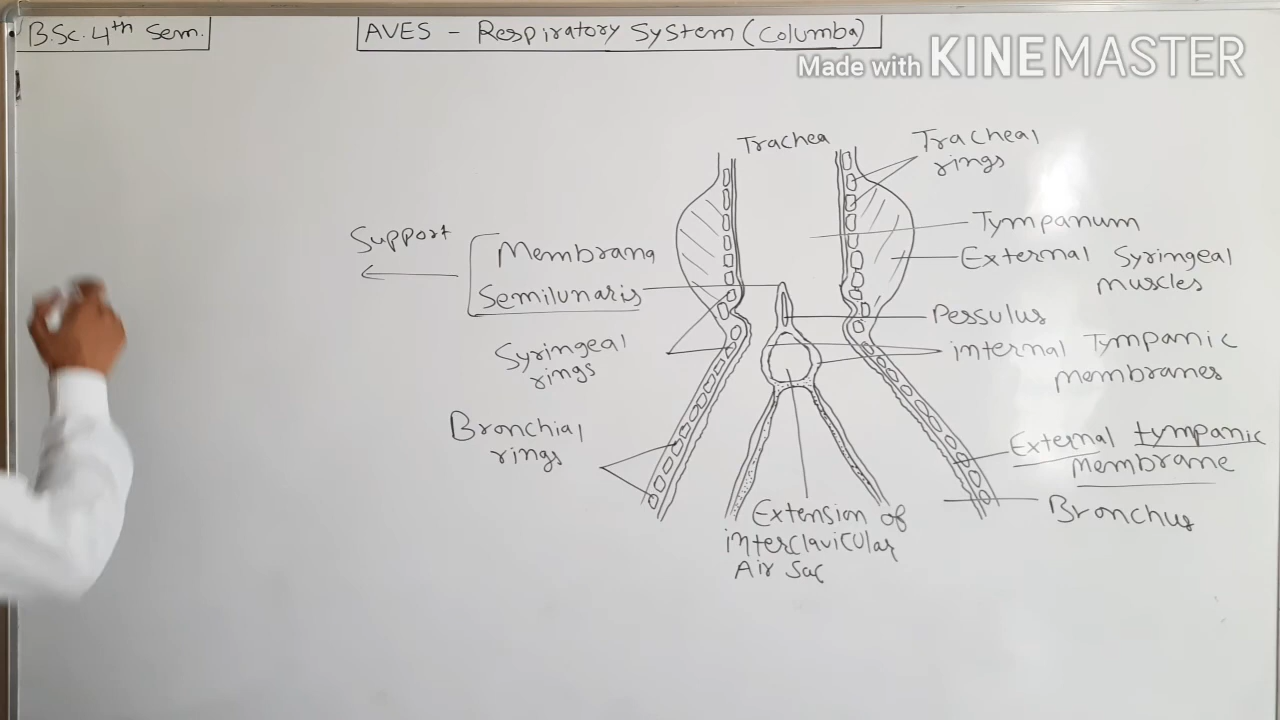 B.Sc. 4th Sem.
AVES - Respiratory System (Columba)
Made with KINEMASTER
Trachea
Tracheal
rings
Support
Membrana
Semilunaris
Tympanum
External Syringeal
muscles
Pessulus
Syringeal
rings
internal Tympanic
Membranes
Bronchial
rings
External tympanic
Membrane
Bronchus
Extension of
interclavicular
Air Sac